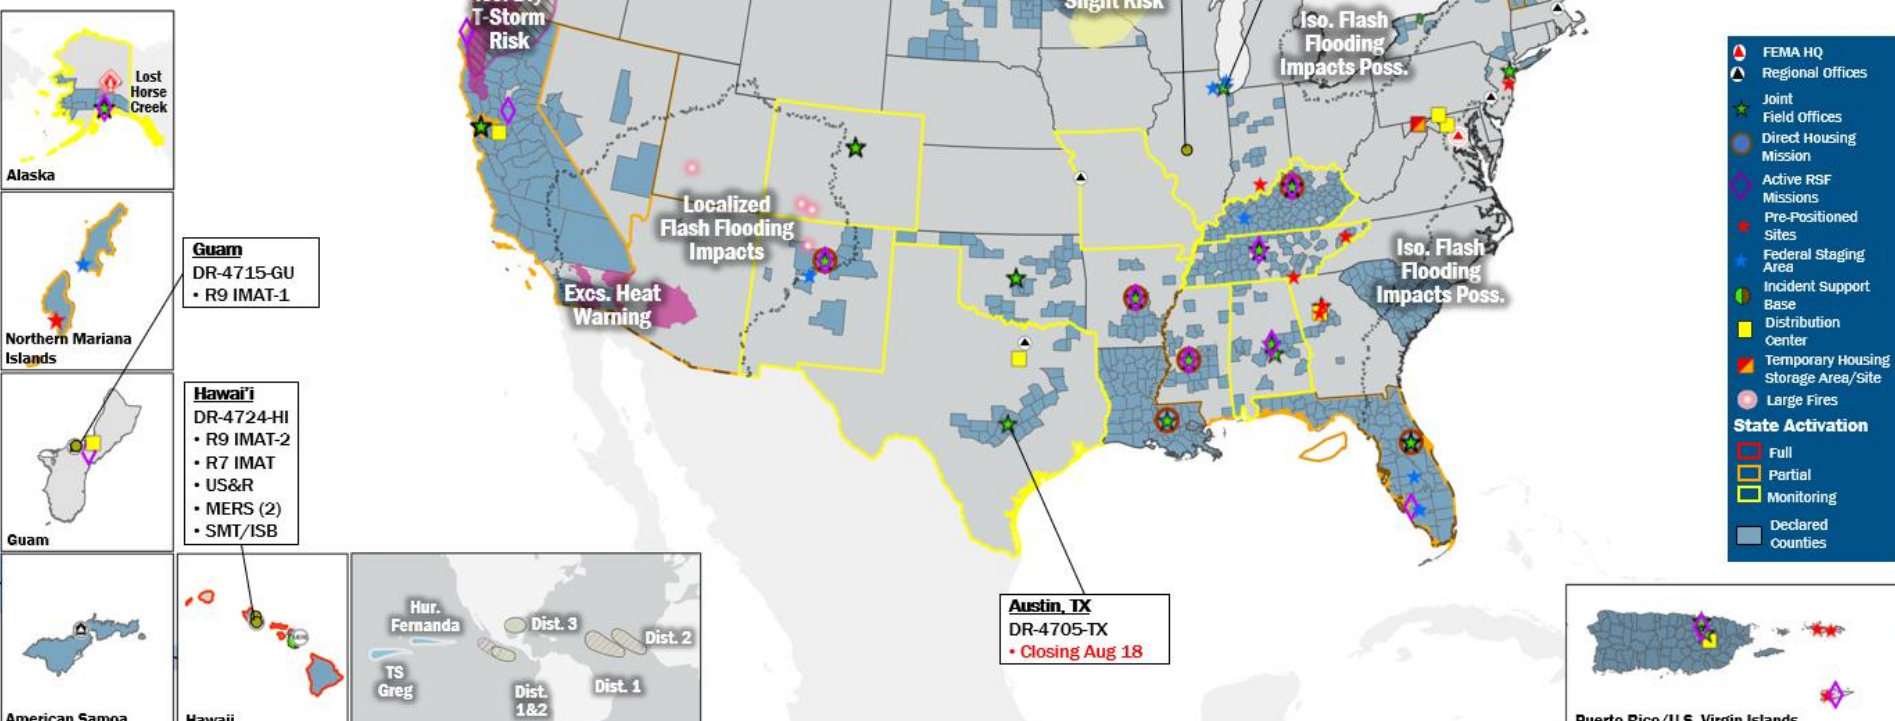 T-Storm
Risk
Slight Risk
Iso. Flash
Flooding
Impacts Poss.
Lost
Horse
Creek
Alaska
Northern Mariana
Islands
Guam
DR-4715-GU
• R9 IMAT-1
Hawai'i
DR-4724-HI
• R9 IMAT-2
• R7 IMAT
• US&R
• MERS (2)
• SMT/ISB
Guam
American Samoa
Hawaii
Localized
Flash Flooding
Impacts
Excs. Heat
Warning
Iso. Flash
Flooding
Impacts Poss.
Hur.
Fernanda
TS
Greg
Dist. 3
Dist. 2
Dist. 1
Dist.
1&2
Austin, TX
DR-4705-TX
• Closing Aug 18
FEMA HQ
Regional Offices
Joint
Field Offices
Direct Housing
Mission
Active RSF
Missions
Pre-Positioned
Sites
Federal Staging
Area
Incident Support
Base
Distribution
Center
Temporary Housing
Storage Area/Site
Large Fires
State Activation
Full
Partial
Monitoring
Declared
Counties
Puerto Rico/U.S. Virgin Islands